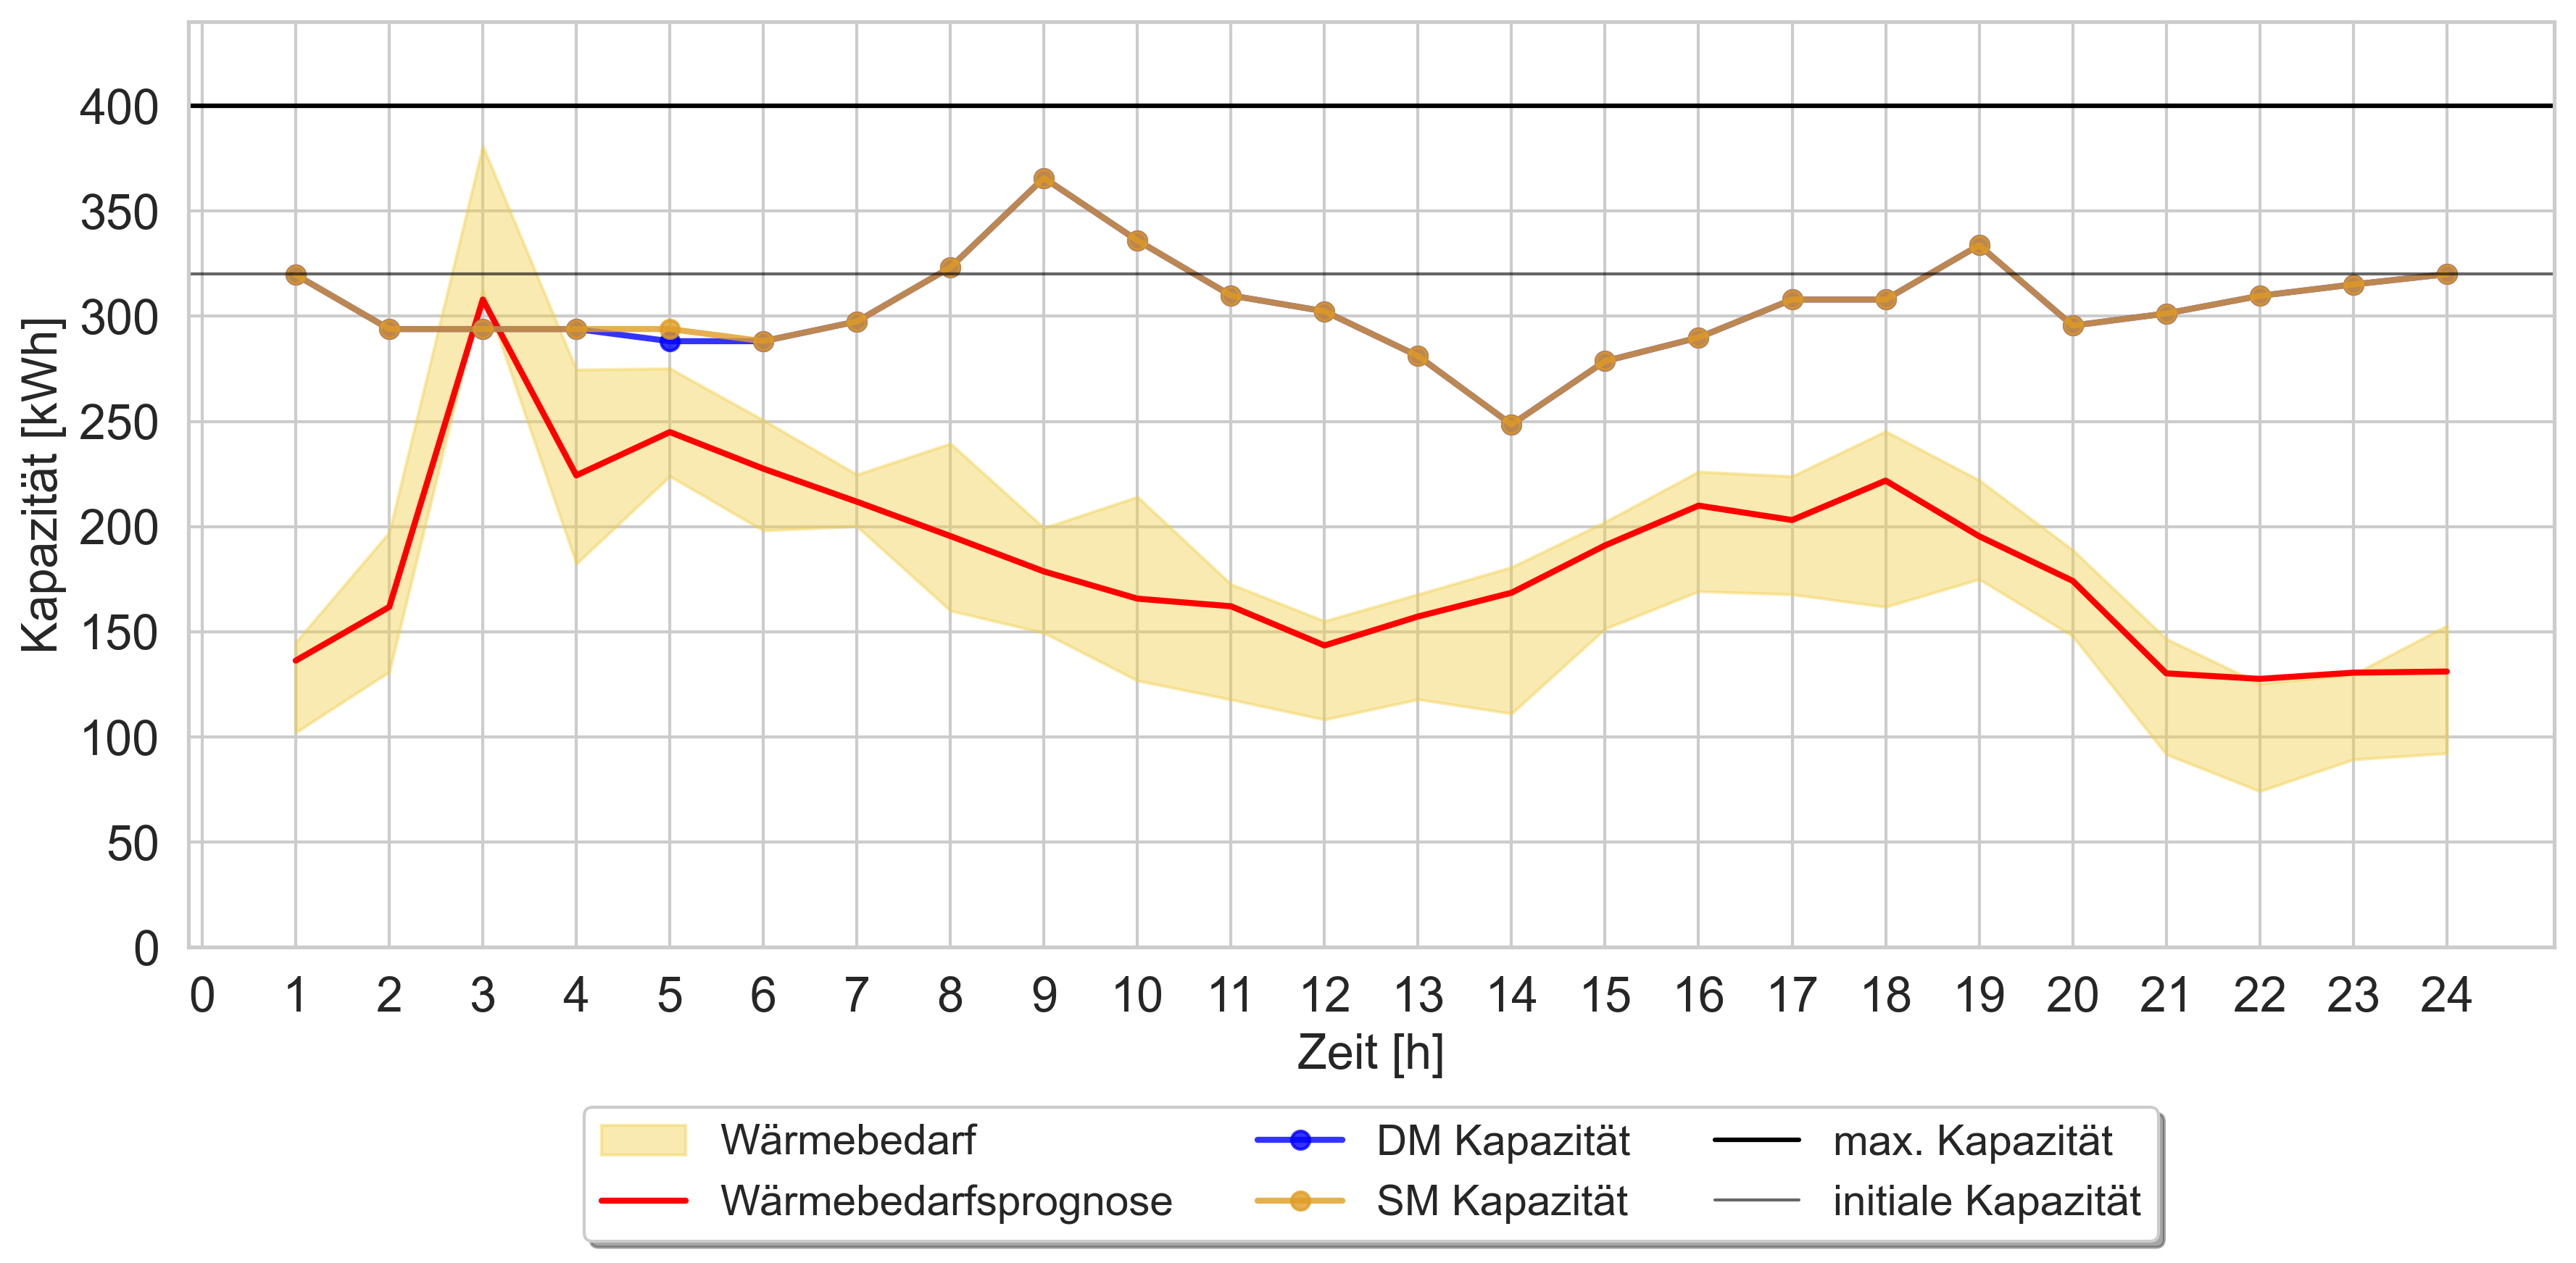 Kapazität [kWh]
400
350
300
250
200
150
100
50
0
0 1 2 3 4 5 6 7 8 9 10 11 12 13 14 15 16 17 18 19 20 21 22 23 24
Zeit [h]
Wärmebedarf DM Kapazität max. Kapazität
Wärmebedarfsprognose SM Kapazität initiale Kapazität